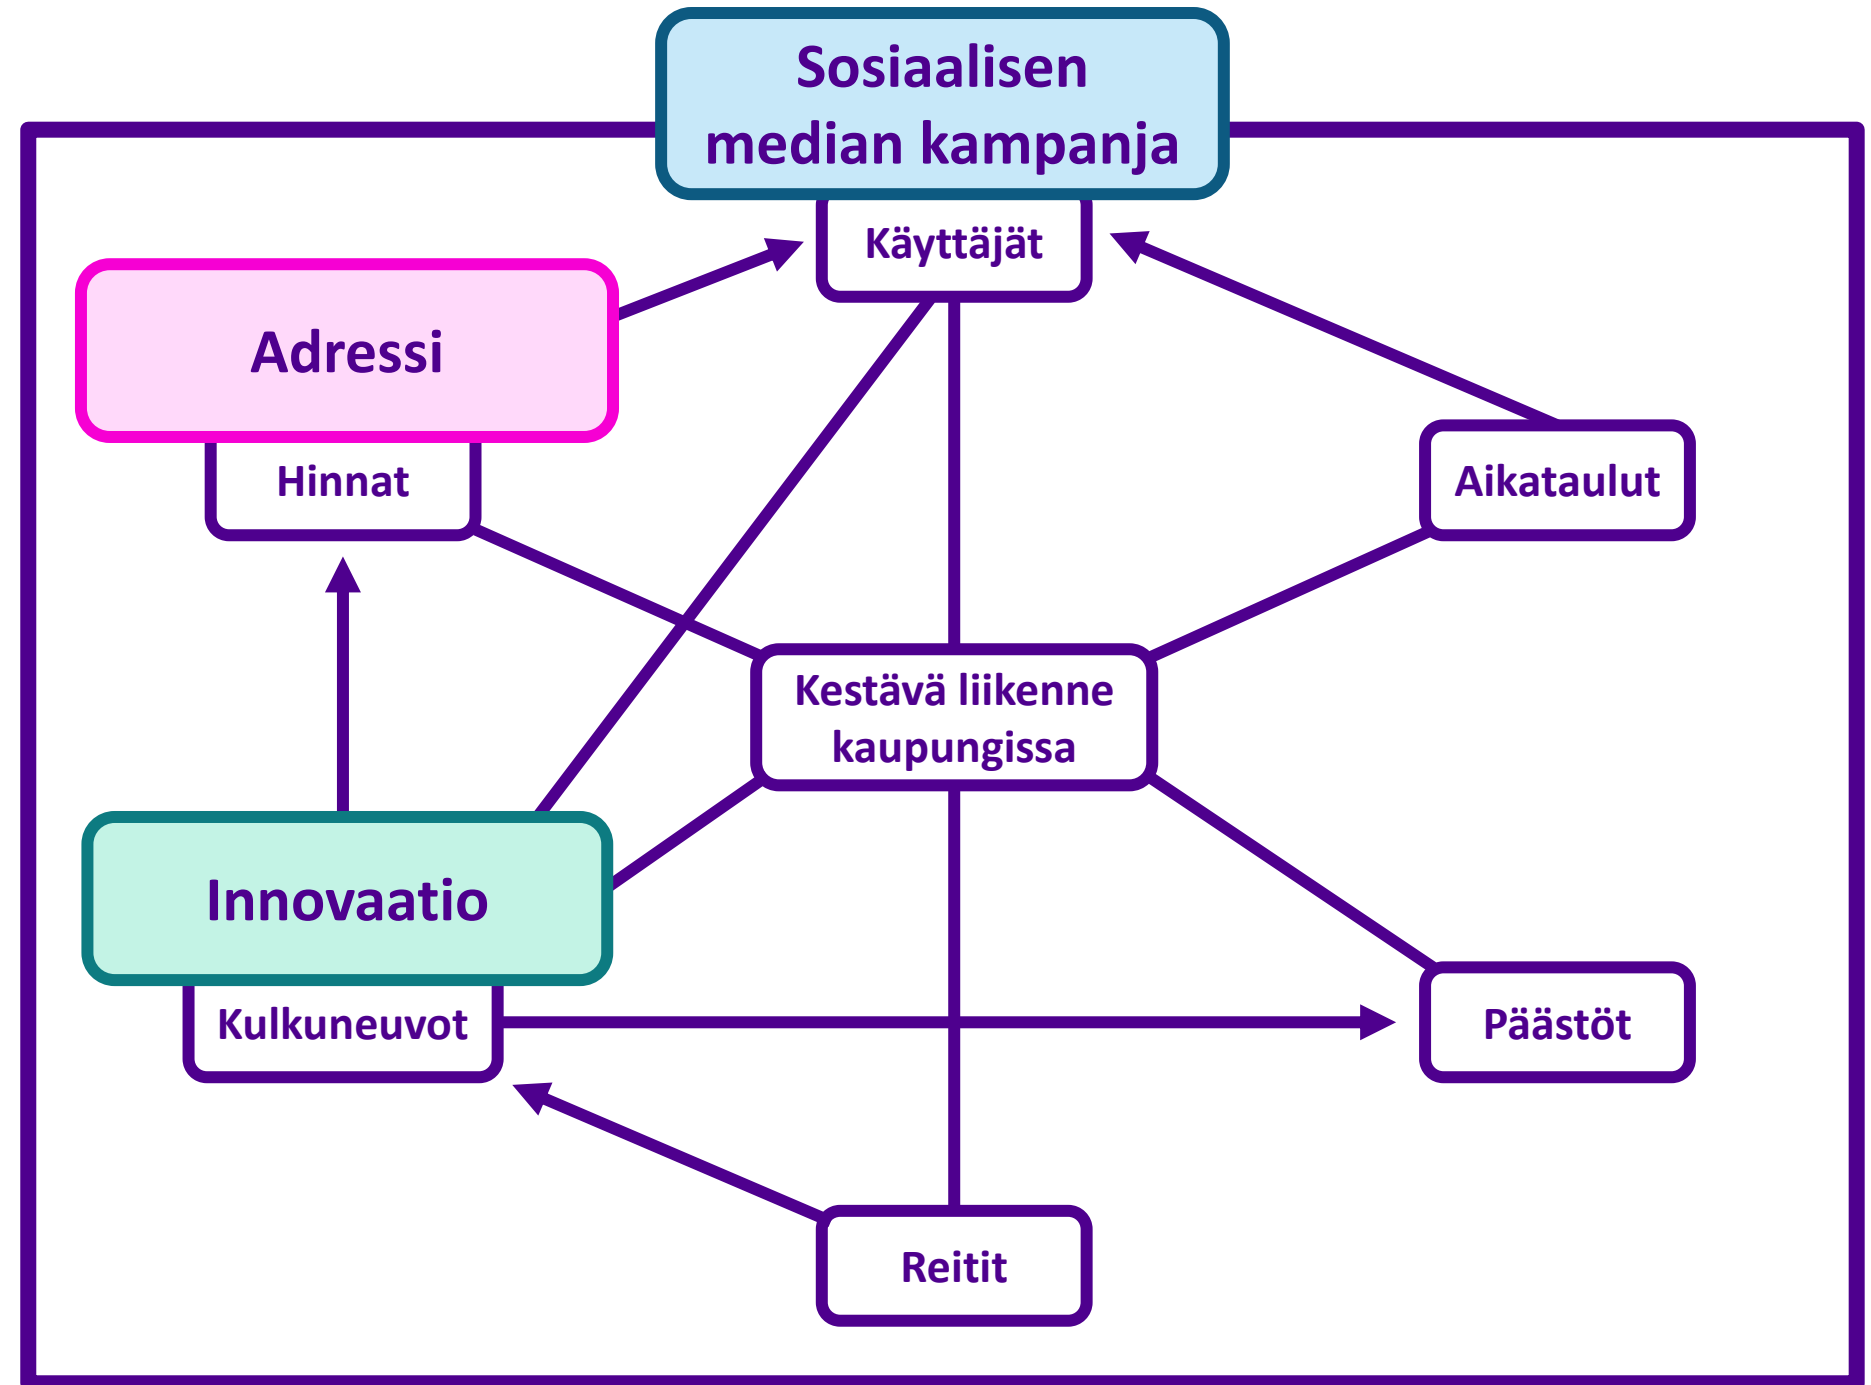 Sosiaalisen
median kampanja
Käyttäjät
Adressi
Hinnat
Aikataulut
Kestävä liikenne
kaupungissa
Innovaatio
Kulkuneuvot
Päästöt
Reitit